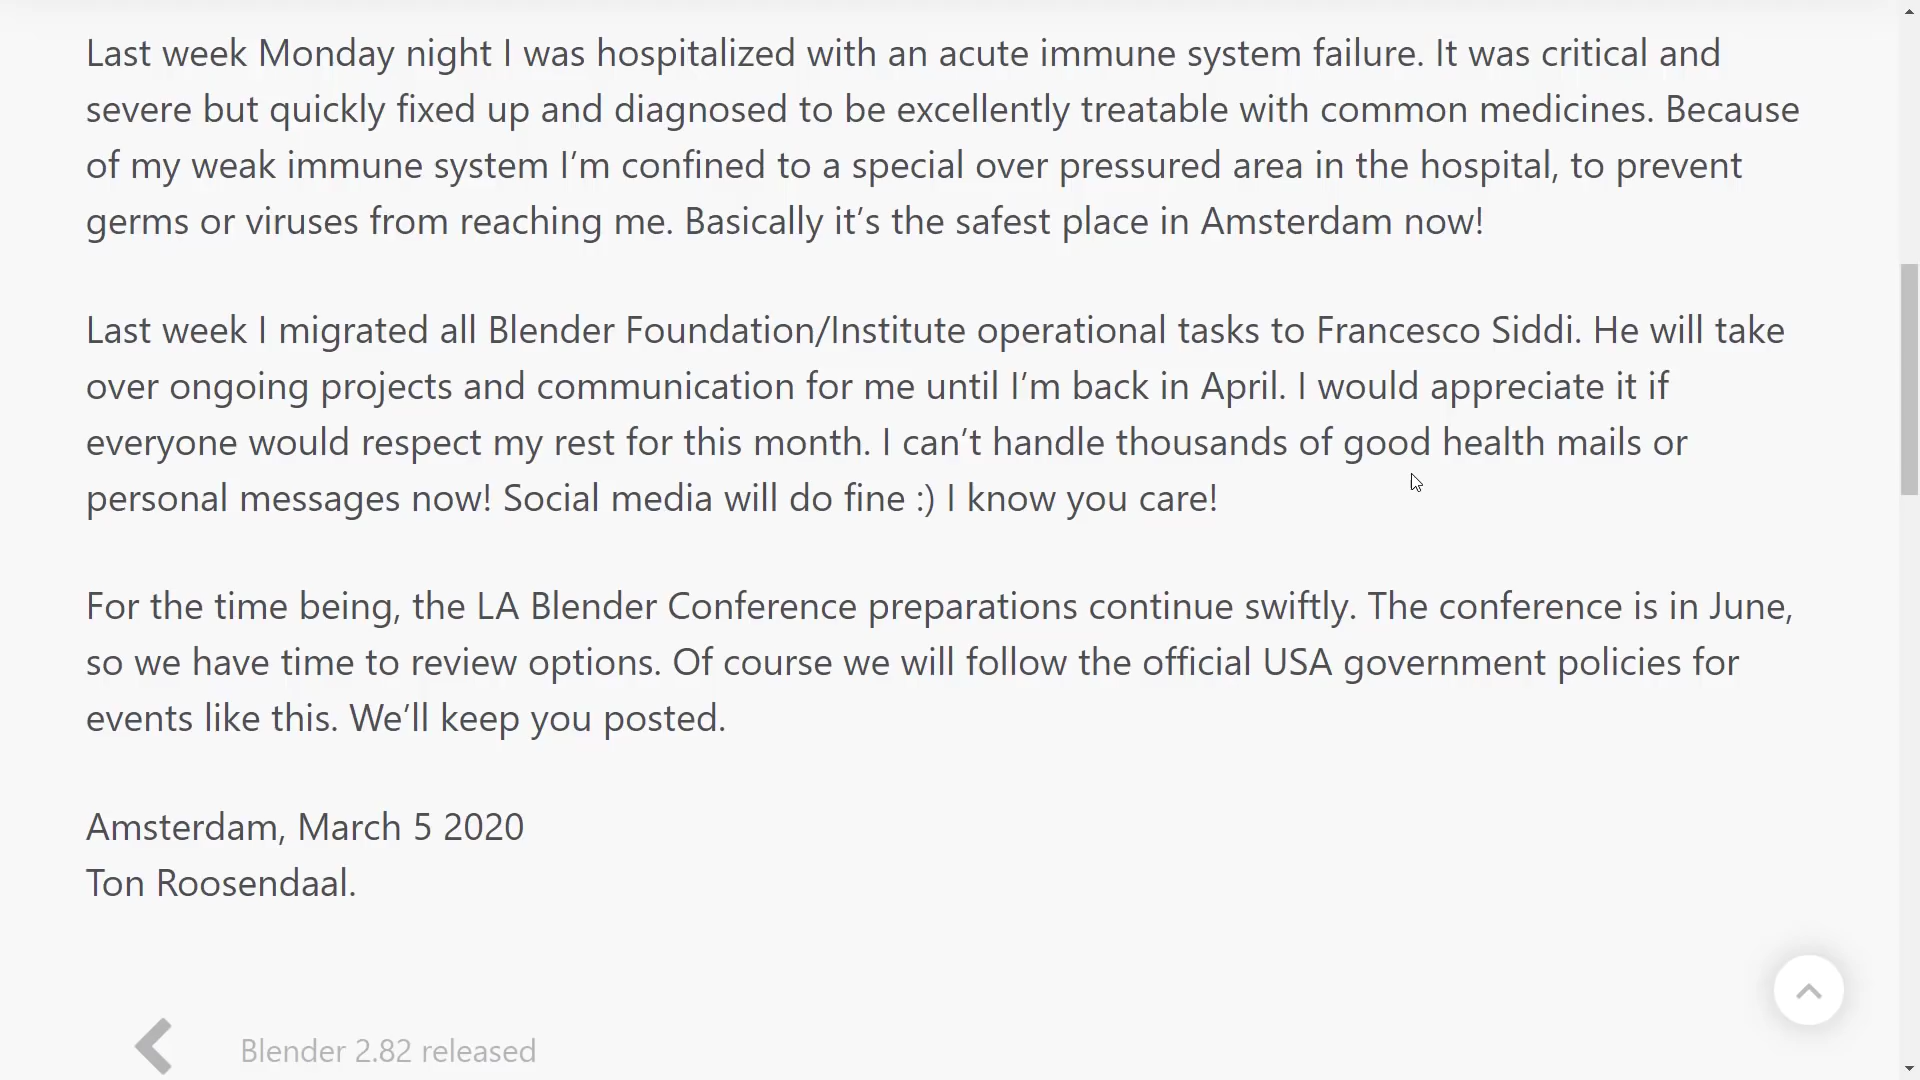 Last week Monday night I was hospitalized with an acute immune system failure. It was critical and
severe but quickly fixed up and diagnosed to be excellently treatable with common medicines. Because
of my weak immune system I’m confined to a special over pressured area in the hospital, to prevent
germs or viruses from reaching me. Basically it’s the safest place in Amsterdam now!
Last week I migrated all Blender Foundation/Institute operational tasks to Francesco Siddi. He will take
over ongoing projects and communication for me until I’m back in April. I would appreciate it if
everyone would respect my rest for this month. I can’t handle thousands of good health mails or
personal messages now! Social media will do fine :) I know you care!
For the time being, the LA Blender Conference preparations continue swiftly. The conference is in June,
so we have time to review options. Of course we will follow the official USA government policies for
events like this. We’ll keep you posted.
Amsterdam, March 5 2020
Ton Roosendaal.
Blender 2.82 released